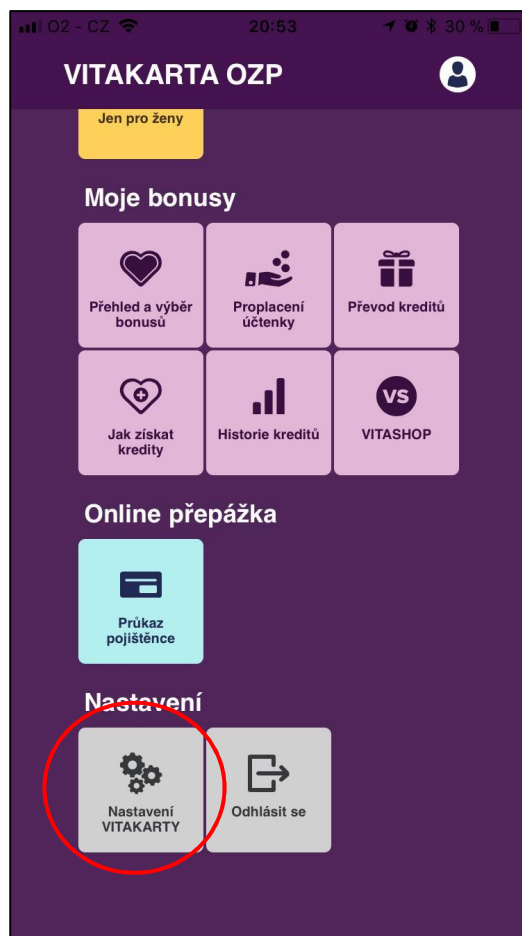 O2 - CZ 20:53 30 %
VITAKARTA OZP
Jen pro ženy
Moje bonusy
Přehled a výběr
bonusů
Proplacení
účtenky
Převod kreditů
Jak získat
kredity
Historie kreditů
VS
VITASHOP
Online přepážka
Průkaz
pojištěnce
Nastavení
Nastavení
VITAKARTY
Odhlásit se